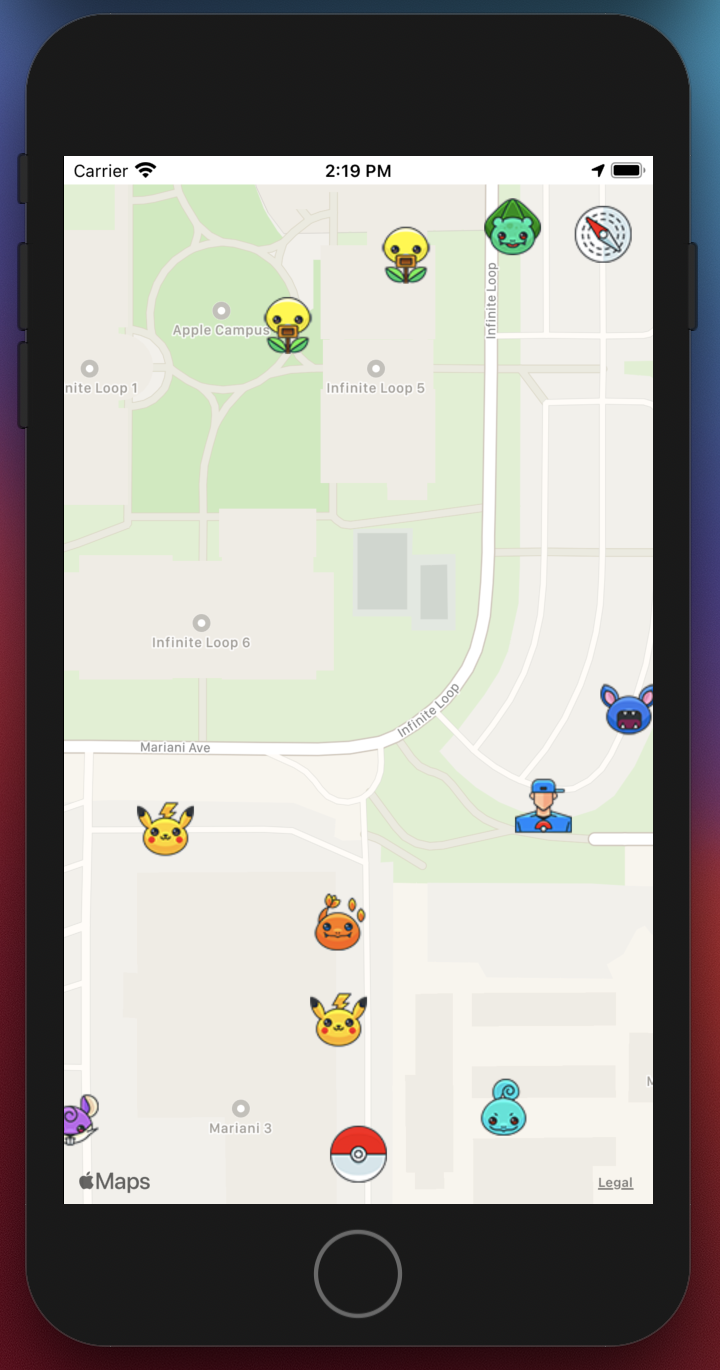 Carrier
2:19 PM
Infinite Loop
Apple Campus
nite Loop 1
Infinite Loop 5
Infinite Loop 6
Infinite Loop
Mariani Ave
Mariani 3
Maps
Legal